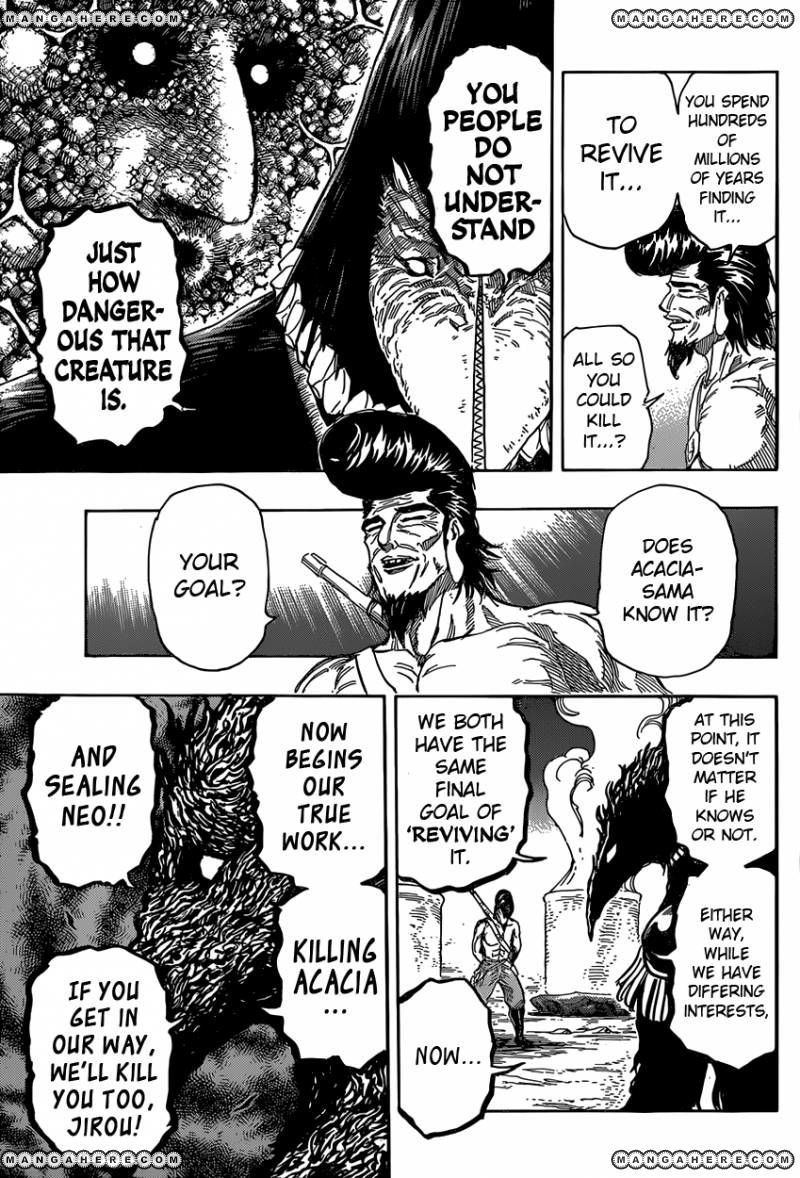 MANGAHERE.COM
MANGAHERE.COM
YOU SPEND
HUNDREDS
OF
MILLIONS
OF YEARS
FINDING
IT...
TO
REVIVE
IT...
ALL SO
YOU
COULD
KILL
IT...?
YOU
PEOPLE
DO
NOT
UNDER-
STAND
JUST
HOW
DANGER-
OUS THAT
CREATURE
IS.
DOES
ACACIA-
SAMA
KNOW IT?
YOUR
GOAL?
AT THIS
POINT, IT
DOESN'T
MATTER
IF HE
KNOWS
OR NOT.
EITHER
WAY,
WHILE
WE HAVE
DIFFERING
INTERESTS,
WE BOTH
HAVE THE
SAME
FINAL
GOAL OF
'REVIVING'
IT.
NOW...
NOW
BEGINS
OUR
TRUE
WORK...
KILLING
ACACIA
...
AND
SEALING
NEO!!
IF YOU
GET IN
OUR WAY,
WE'LL KILL
YOU TOO,
JIROU!
MANGAHERE.COM
MANGAHERE.COM